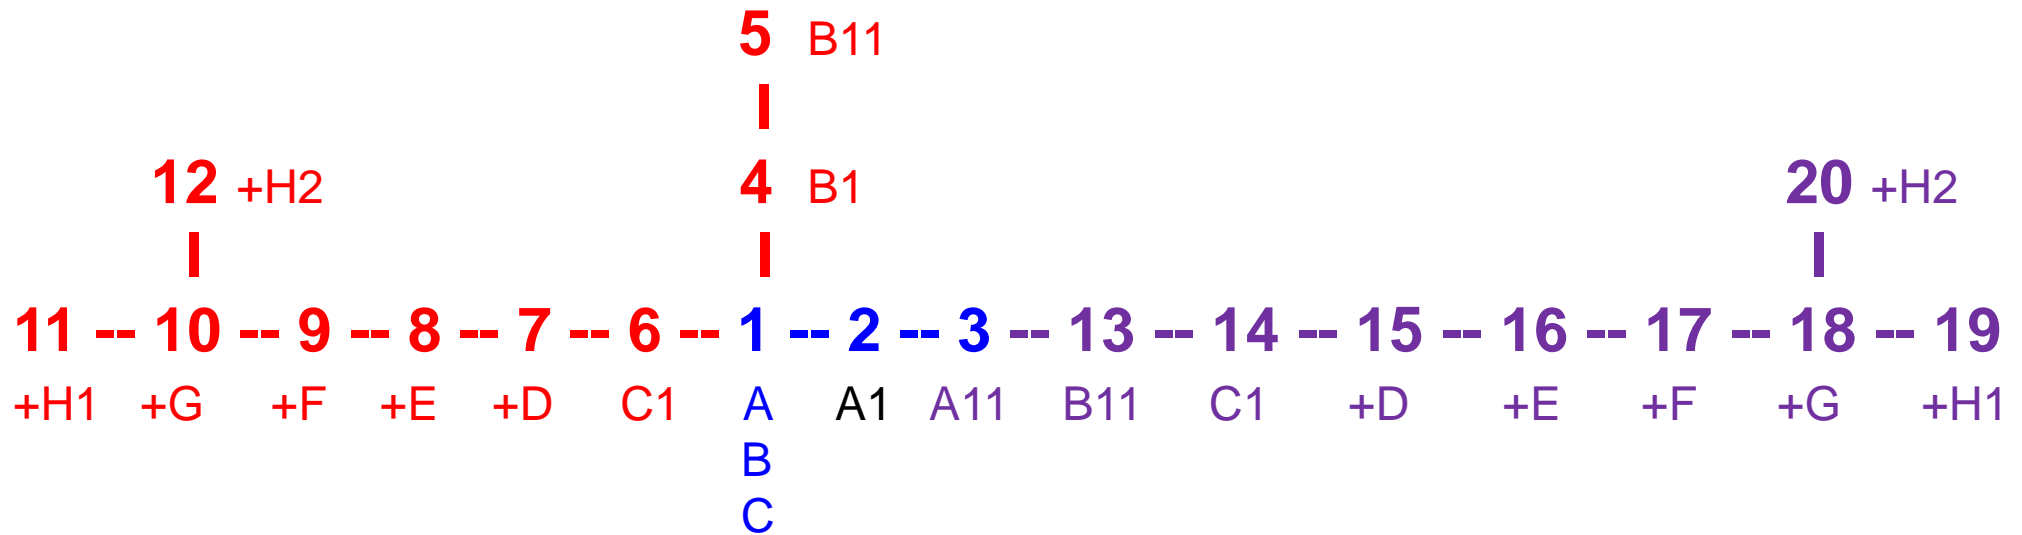 5 B11
I
12 +H2 4 B1 20 +H2
I I I
11 -- 10 -- 9 -- 8 -- 7 -- 6 -- 1 -- 2 -- 3 -- 13 -- 14 -- 15 -- 16 -- 17 -- 18 -- 19
+H1 +G +F +E +D C1 A A1 A11 B11 C1 +D +E +F +G +H1
B
C